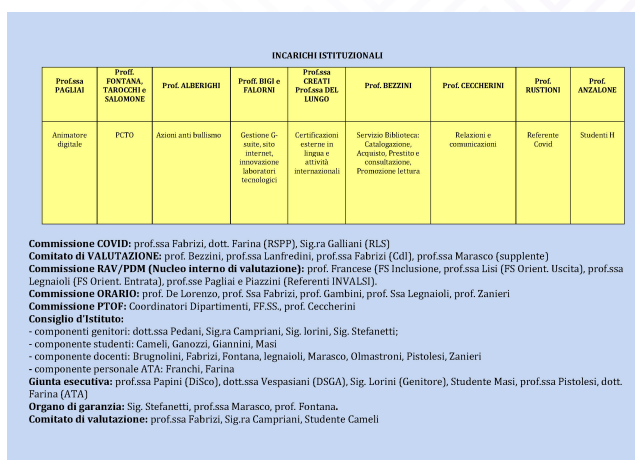 INCARICHI ISTITUZIONALI
Prof.ssa PAGLIAI
Proff. FONTANA, TAROCCHI e SALOMONE
Prof. ALBERIGHI
Proff. BIGI e FALORNI
Prof.ssa CREATI Prof.ssa DEL LUNGO
Prof. BEZZINI
Prof. CECCHERINI
Prof. RUSTIONI
Prof. ANZALONE
Animatore digitale
PCTO
Azioni anti bullismo
Gestione G-suite, sito internet, innovazione laboratori tecnologici
Certificazioni esterne in lingua e attività internazionali
Servizio Biblioteca: Catalogazione, Acquisto, Prestito e consultazione, Promozione lettura
Relazioni e comunicazioni
Referente Covid
Studenti H
Commissione COVID: prof.ssa Fabrizi, dott. Farina (RSPP), Sig.ra Galliani (RLS)
Comitato di VALUTAZIONE: prof. Bezzini, prof.ssa Lanfredini, prof.ssa Fabrizi (CdI), prof.ssa Marasco (supplente)
Commissione RAV/PDM (Nucleo interno di valutazione): prof. Francese (FS Inclusione, prof.ssa Lisi (FS Orient. Uscita), prof.ssa
Legnaioli (FS Orient. Entrata), prof.sse Pagliai e Piazzini (Referenti INVALSI).
Commissione ORARIO: prof. De Lorenzo, prof. Ssa Fabrizi, prof. Gambini, prof. Ssa Legnaioli, prof. Zanieri
Commissione PTOF: Coordinatori Dipartimenti, FF.SS., prof. Ceccherini
Consiglio d'Istituto:
- componenti genitori: dott.ssa Pedani, Sig.ra Campriani, Sig. lorini, Sig. Stefanetti;
- componente studenti: Cameli, Ganozzi, Giannini, Masi
- componente docenti: Brugnolini, Fabrizi, Fontana, legnaioli, Marasco, Olmastroni, Pistolesi, Zanieri
- componente personale ATA: Franchi, Farina
Giunta esecutiva: prof.ssa Papini (DiSco), dott.ssa Vespasiani (DSGA), Sig. Lorini (Genitore), Studente Masi, prof.ssa Pistolesi, dott.
Farina (ATA)
Organo di garanzia: Sig. Stefanetti, prof.ssa Marasco, prof. Fontana.
Comitato di valutazione: prof.ssa Fabrizi, Sig.ra Campriani, Studente Cameli